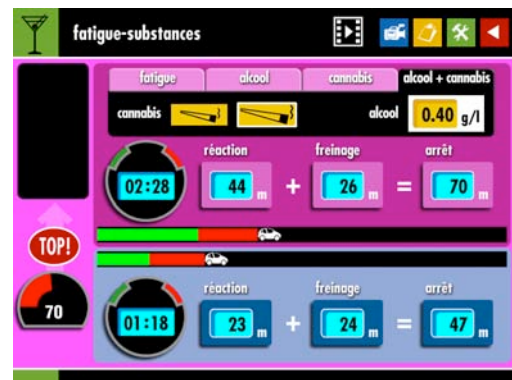 fatigue-substances
fatigue alcool cannabis alcool + cannabis
cannabis alcool 0.40 g/l
réaction freinage arrêt
02:28 44 m + 26 m = 70 m
TOP!
70
réaction freinage arrêt
01:18 23 m + 24 m = 47 m